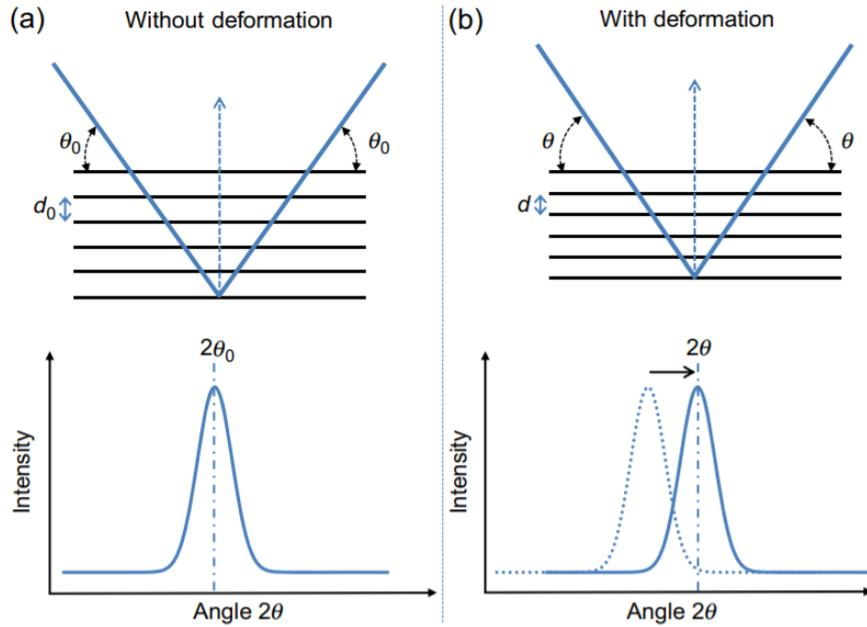 (a) Without deformation
θ₀ θ₀
d₀
2θ₀
Intensity
Angle 2θ
(b) With deformation
θ θ
d
2θ
Intensity
Angle 2θ